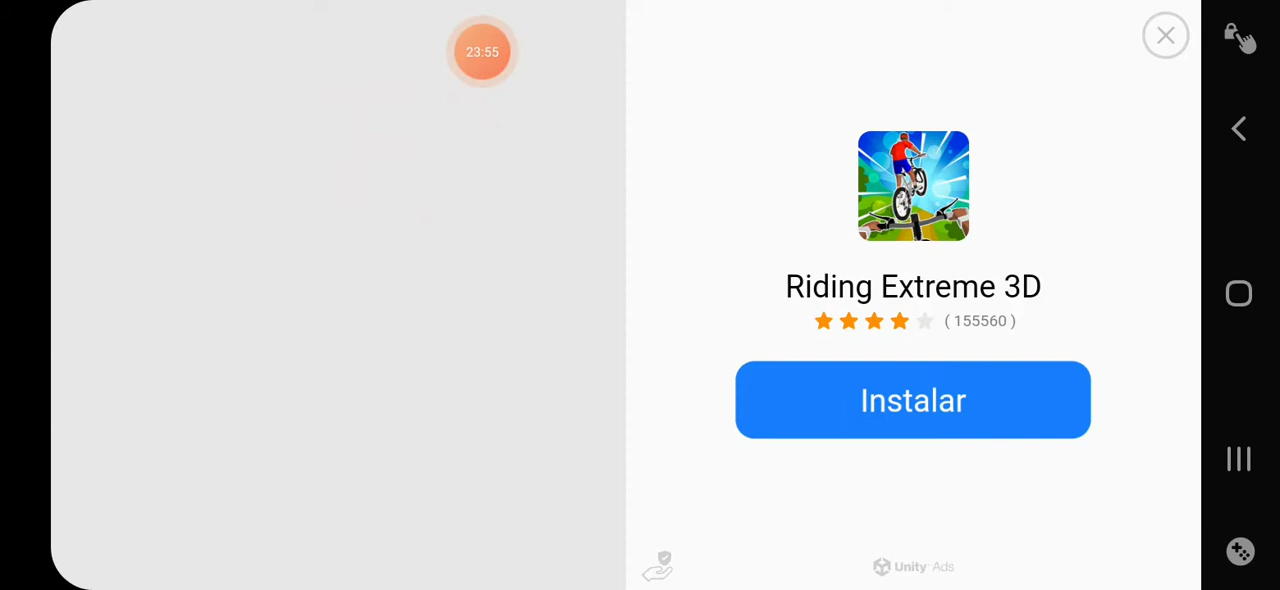 23:55
Riding Extreme 3D
( 155560 )
Instalar
Unity Ads